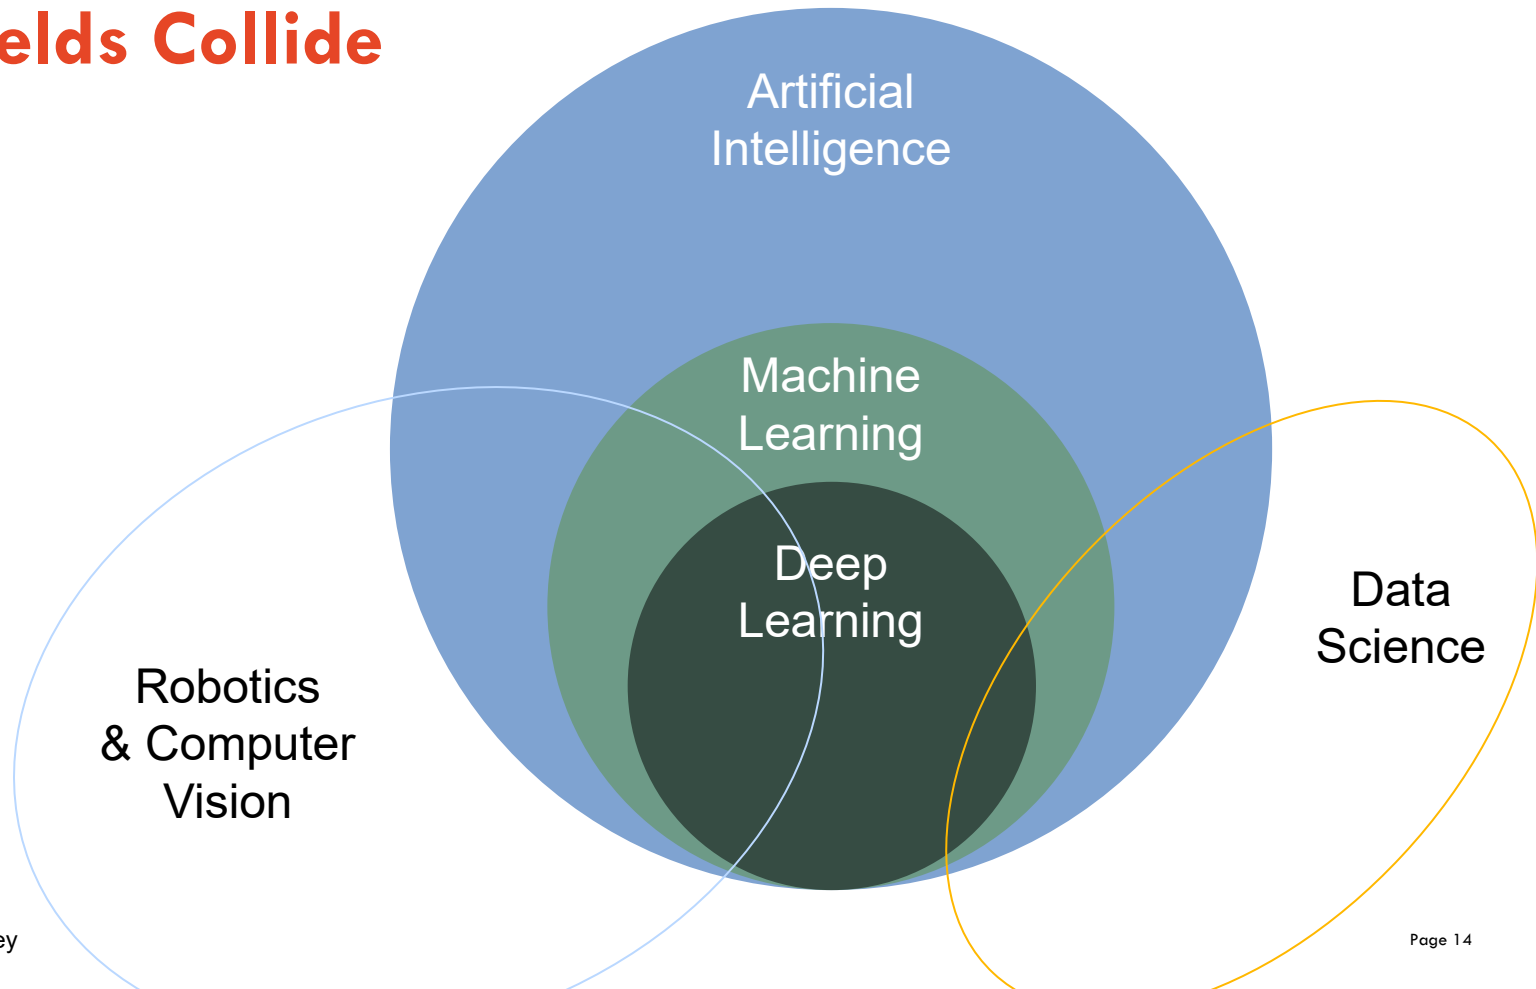 elds Collide
Artificial
Intelligence
Machine
Learning
Deep
Learning
Data
Science
Robotics
& Computer
Vision
ey
Page 14